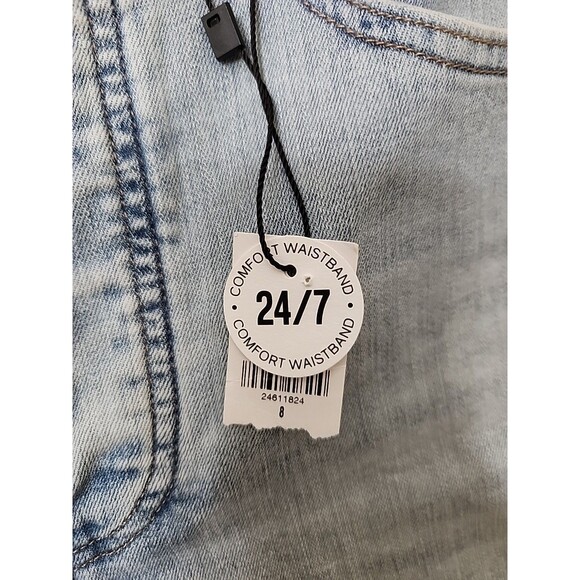 COMFORT WAISTBAND
24/7
COMFORT WAISTBAND
24611824
8